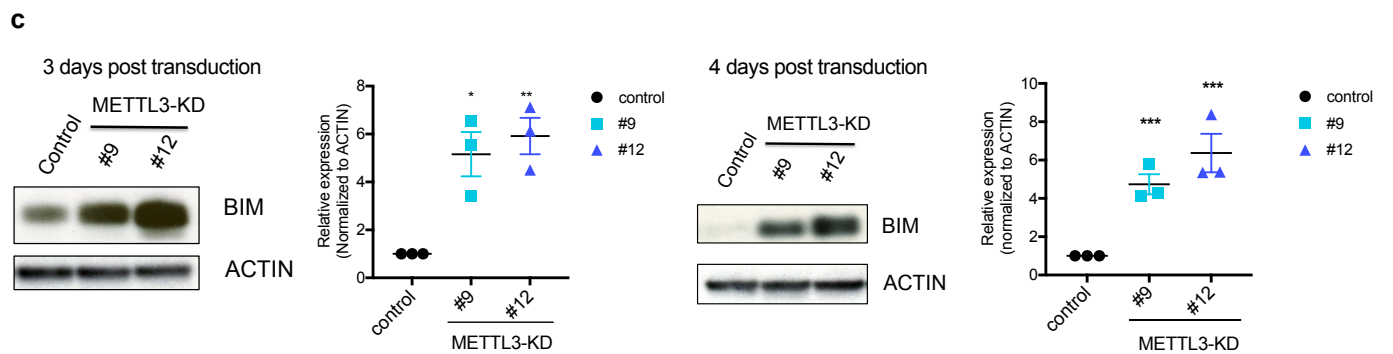 c
3 days post transduction
METTL3-KD
Control
#9
#12
BIM
ACTIN
Relative expression
(Normalized to ACTIN)
8
6
4
2
0
*
**
control
#9
#12
METTL3-KD
control
#9
#12
4 days post transduction
METTL3-KD
Control
#9
#12
BIM
ACTIN
Relative expression
(normalized to ACTIN)
10
8
6
4
2
0
***
***
control
#9
#12
METTL3-KD
control
#9
#12